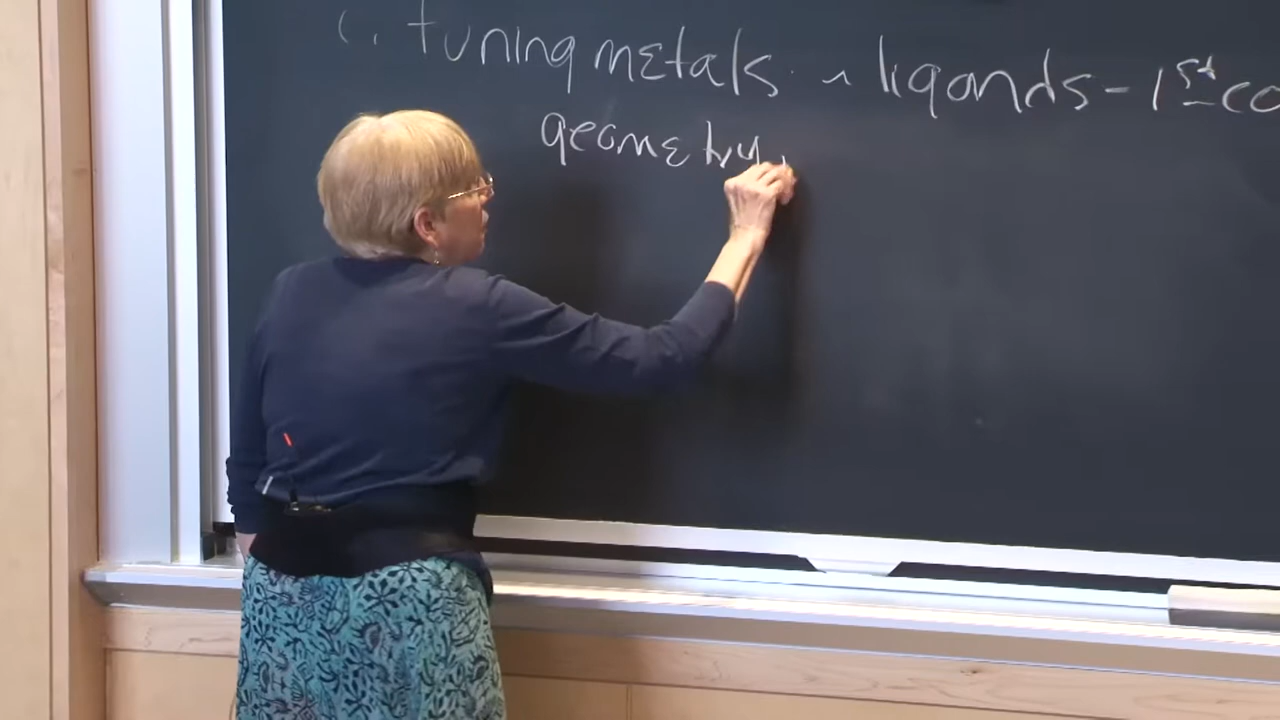 C. tuning metals ~ ligands - 1st co
geometry,